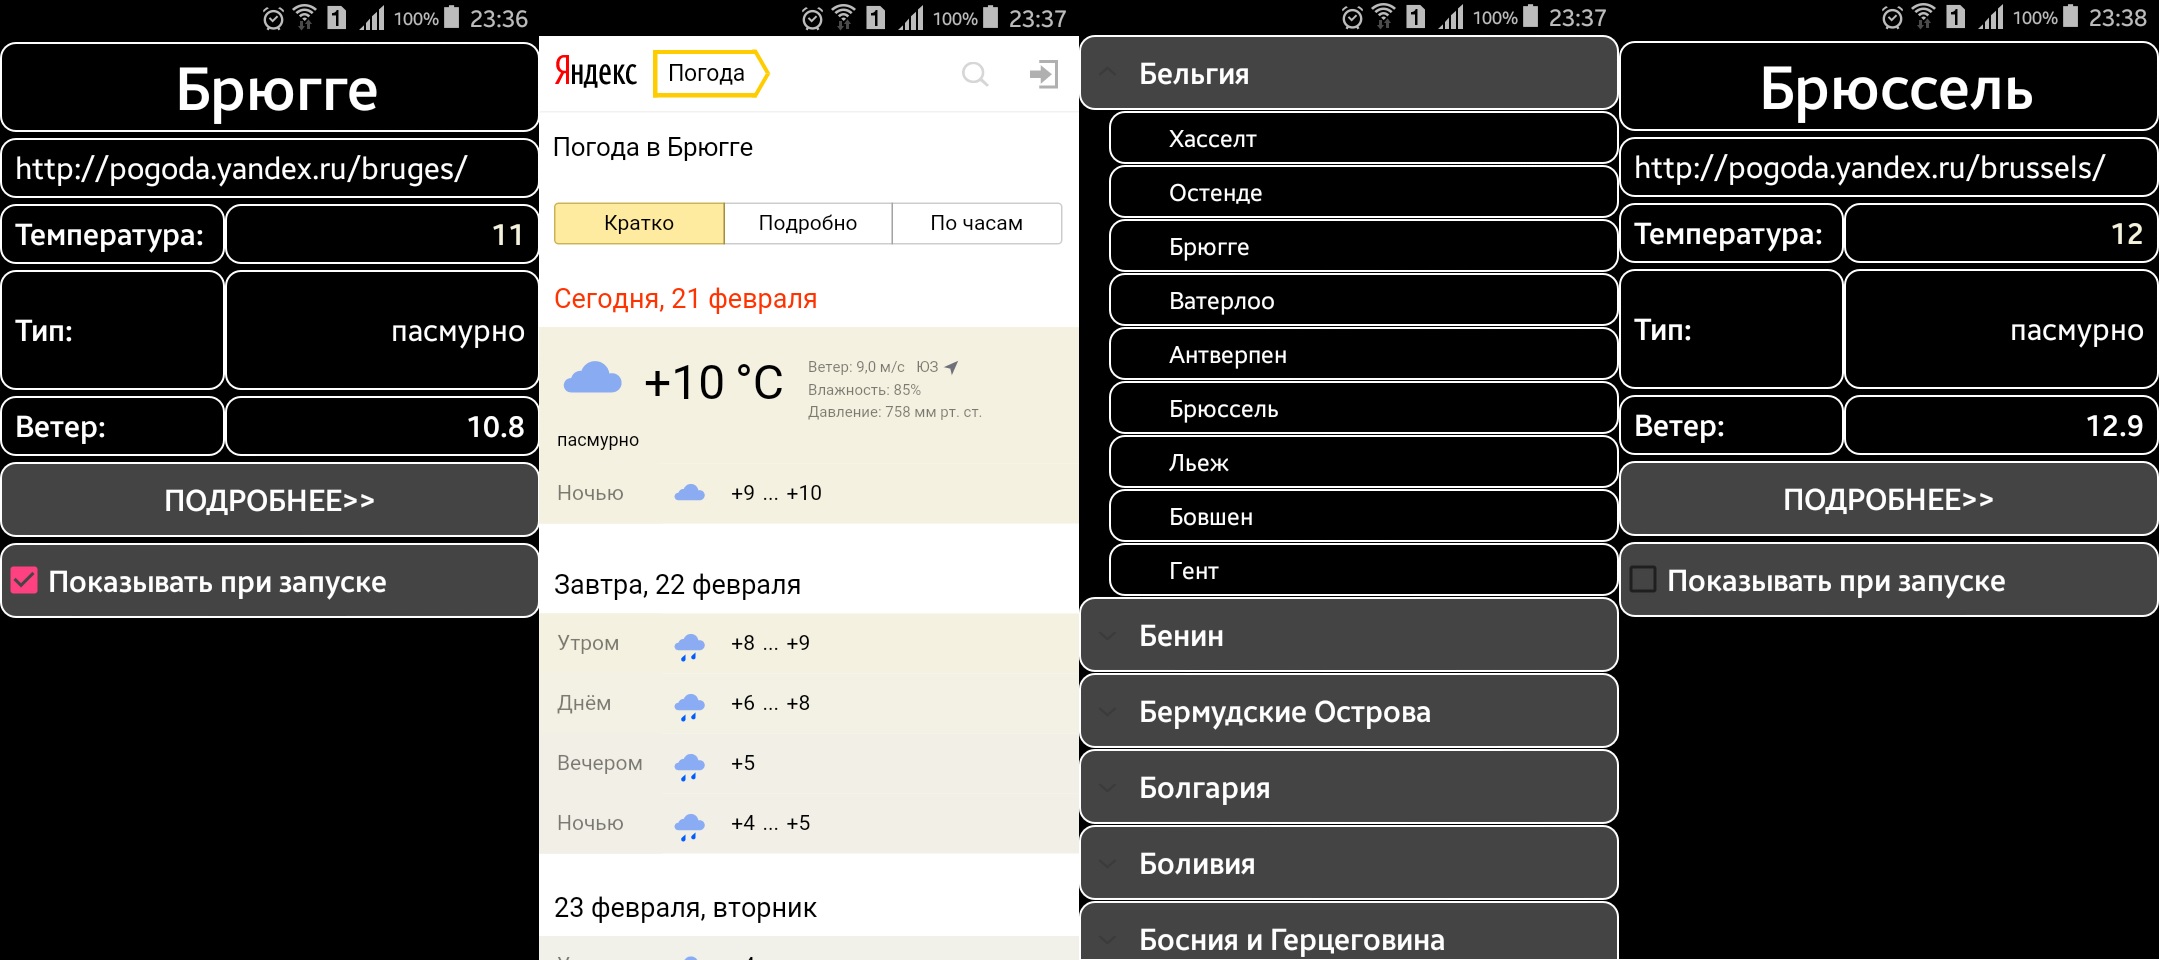 1 100% 23:36
Брюгге
http://pogoda.yandex.ru/bruges/
Температура: 11
Тип: пасмурно
Ветер: 10.8
ПОДРОБНЕЕ>>
Показывать при запуске
1 100% 23:37
Яндекс Погода
Погода в Брюгге
Кратко Подробно По часам
Сегодня, 21 февраля
+10 °C
Ветер: 9,0 м/с ЮЗ
Влажность: 85%
Давление: 758 мм рт. ст.
пасмурно
Ночью +9 ... +10
Завтра, 22 февраля
Утром +8 ... +9
Днём +6 ... +8
Вечером +5
Ночью +4 ... +5
23 февраля, вторник
1 100% 23:37
Бельгия
Хасселт
Остенде
Брюгге
Ватерлоо
Антверпен
Брюссель
Льеж
Бовшен
Гент
Бенин
Бермудские Острова
Болгария
Боливия
Босния и Герцеговина
1 100% 23:38
Брюссель
http://pogoda.yandex.ru/brussels/
Температура: 12
Тип: пасмурно
Ветер: 12.9
ПОДРОБНЕЕ>>
Показывать при запуске